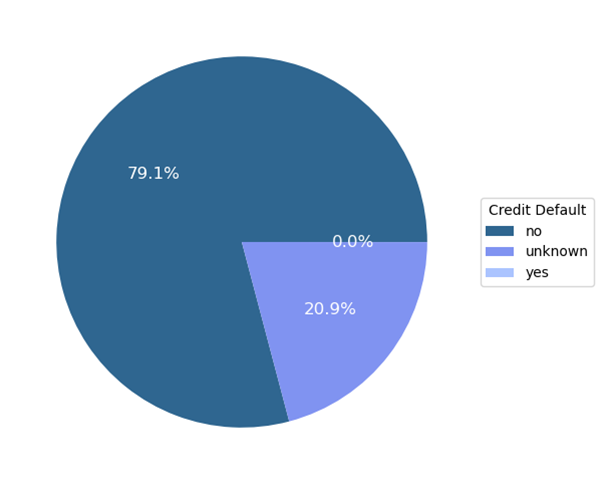 79.1%
0.0%
20.9%
Credit Default
no
unknown
yes